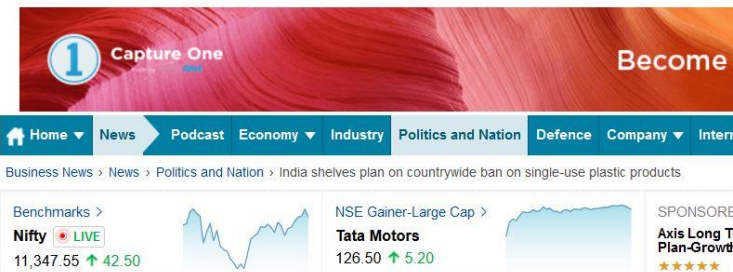 1 Capture One
Become
Home News Podcast Economy Industry Politics and Nation Defence Company Intern
Business News › News › Politics and Nation › India shelves plan on countrywide ban on single-use plastic products
Benchmarks >
Nifty LIVE
11,347.55 ↑ 42.50
NSE Gainer-Large Cap >
Tata Motors
126.50 ↑ 5.20
SPONSORE
Axis Long T
Plan-Growth